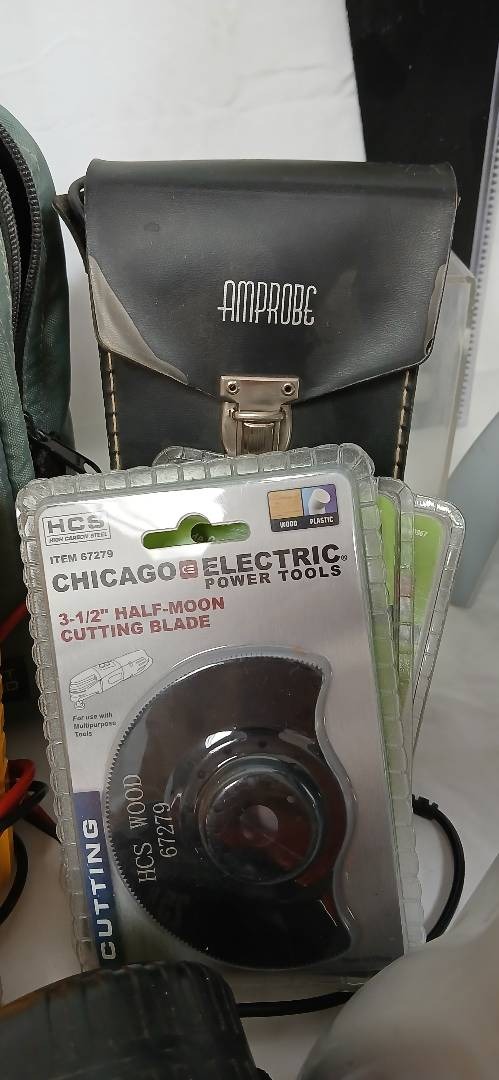 AMPROBE
HCS
HIGH CARBON STEEL
WOOD PLASTIC
ITEM 67279
CHICAGO ELECTRIC®
POWER TOOLS
3-1/2" HALF-MOON
CUTTING BLADE
For use with
Multipurpose
Tools
HCS WOOD
67279
CUTTING